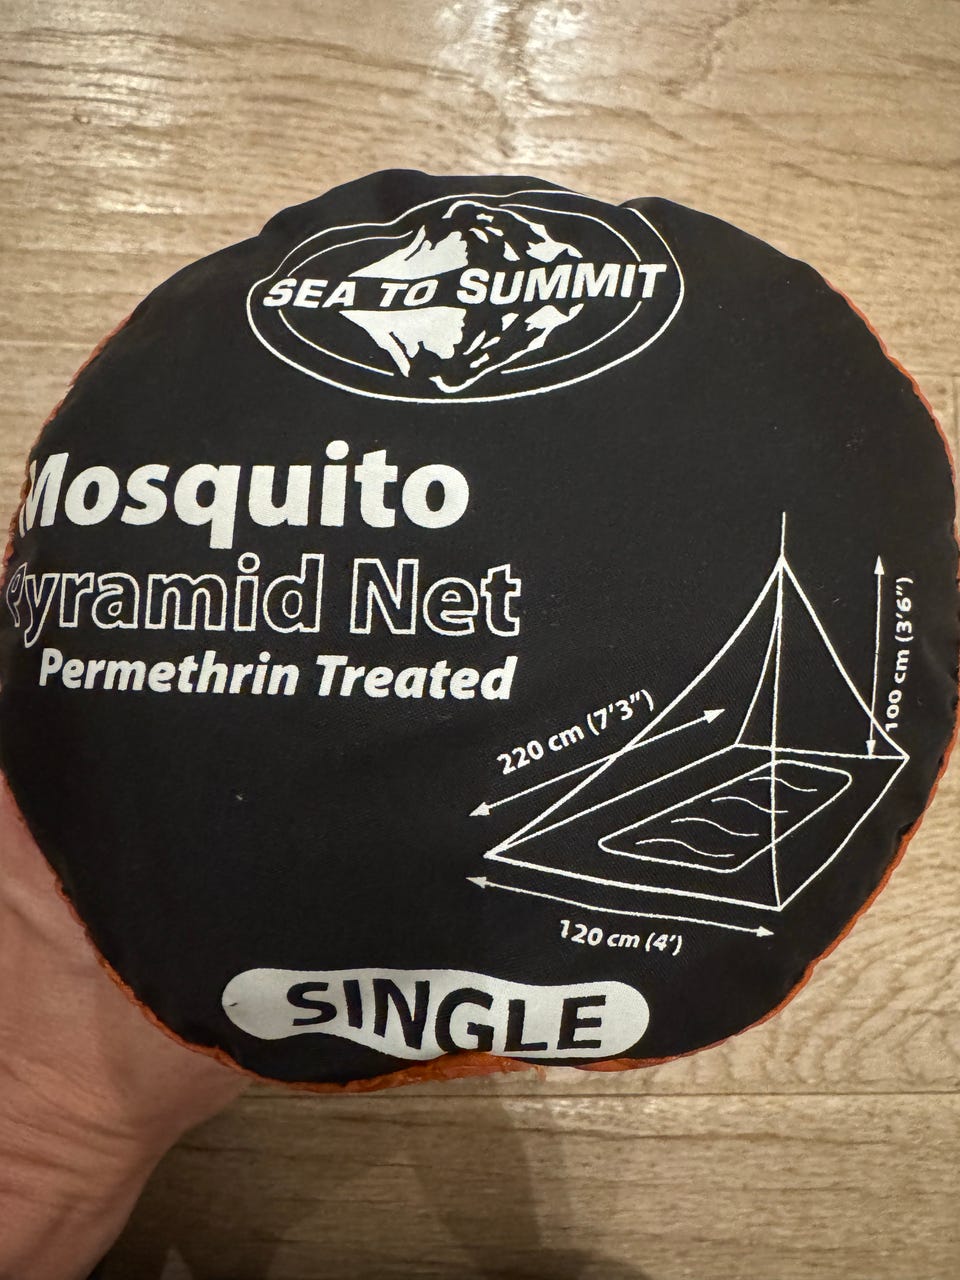 SEA TO SUMMIT
Mosquito
Pyramid Net
Permethrin Treated
220 cm (7'3")
100 cm (3'6")
120 cm (4')
SINGLE